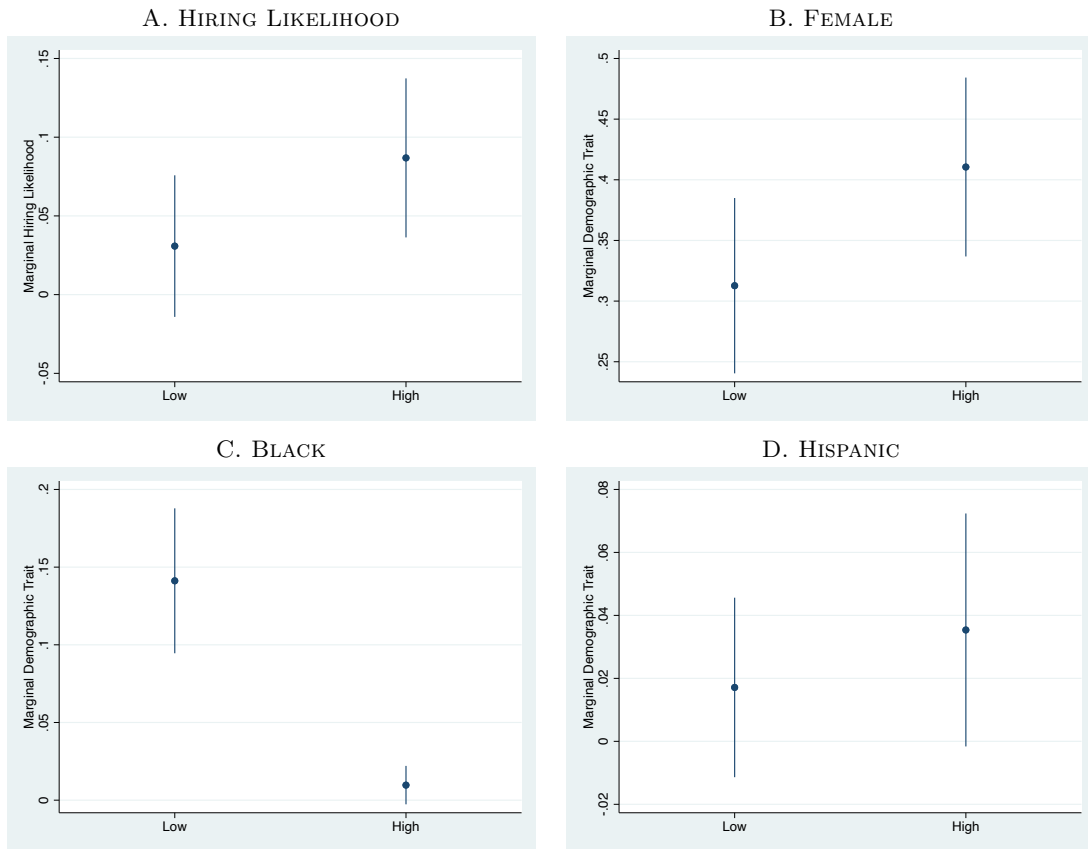 A. HIRING LIKELIHOOD
Marginal Hiring Likelihood
.15
.1
.05
0
-.05
Low High
B. FEMALE
Marginal Demographic Trait
.5
.45
.4
.35
.3
.25
Low High
C. BLACK
Marginal Demographic Trait
.2
.15
.1
.05
0
Low High
D. HISPANIC
Marginal Demographic Trait
.08
.06
.04
.02
0
-.02
Low High